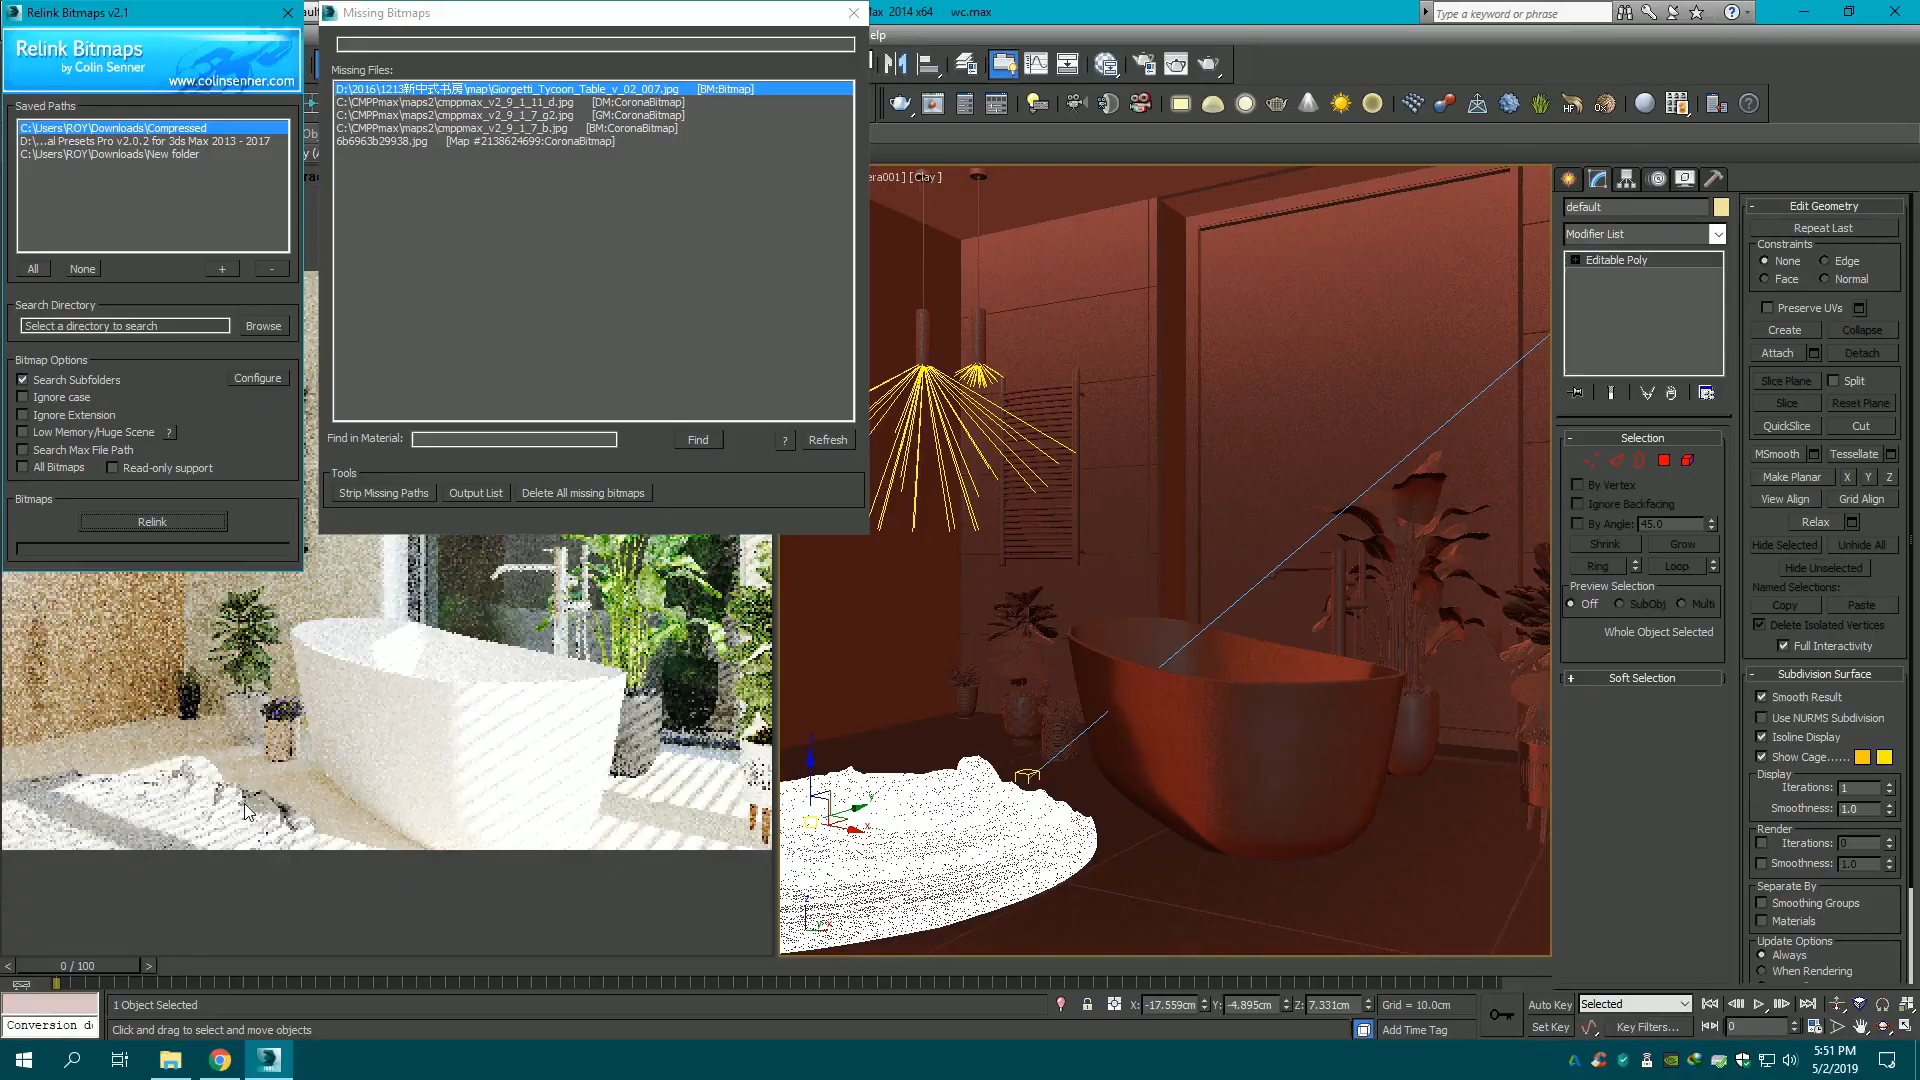 Relink Bitmaps v2.1
Missing Bitmaps
Max 2014 x64 wc.max
Type a keyword or phrase
Relink Bitmaps
by Colin Senner
www.colinsenner.com
Saved Paths
C:\Users\ROY\Downloads\Compressed
D:\...al Presets Pro v2.0.2 for 3ds Max 2013 - 2017
C:\Users\ROY\Downloads\New folder
All None + -
Search Directory
Select a directory to search Browse
Bitmap Options
Search Subfolders Configure
Ignore case
Ignore Extension
Low Memory/Huge Scene ?
Search Max File Path
All Bitmaps Read-only support
Bitmaps
Relink
Missing Files:
D:\2016\1213新中式书房\map\Giorgetti_Tycoon_Table_v_02_007.jpg [BM:Bitmap]
C:\CMPPmax\maps2\cmppmax_v2_9_1_11_d.jpg [DM:CoronaBitmap]
C:\CMPPmax\maps2\cmppmax_v2_9_1_7_g2.jpg [GM:CoronaBitmap]
C:\CMPPmax\maps2\cmppmax_v2_9_1_7_b.jpg [BM:CoronaBitmap]
6b6963b29938.jpg [Map #2138624699:CoronaBitmap]
Find in Material: Find ? Refresh
Tools
Strip Missing Paths Output List Delete All missing bitmaps
elp
era001] [Clay]
default
Modifier List
Editable Poly
Selection
By Vertex
Ignore Backfacing
By Angle: 45.0
Shrink Grow
Ring Loop
Preview Selection
Off SubObj Multi
Whole Object Selected
+ Soft Selection
- Edit Geometry
Repeat Last
Constraints
None Edge
Face Normal
Preserve UVs
Create Collapse
Attach Detach
Slice Plane Split
Slice Reset Plane
QuickSlice Cut
MSmooth Tessellate
Make Planar X Y Z
View Align Grid Align
Relax
Hide Selected Unhide All
Hide Unselected
Named Selections:
Copy Paste
Delete Isolated Vertices
Full Interactivity
- Subdivision Surface
Smooth Result
Use NURMS Subdivision
Isoline Display
Show Cage......
Display
Iterations: 1
Smoothness: 1.0
Render
Iterations: 0
Smoothness: 1.0
Separate By
Smoothing Groups
Materials
Update Options
Always
When Rendering
< 0 / 100 >
1 Object Selected
X: -17.559cm Y: -4.895cm Z: 7.331cm Grid = 10.0cm
Auto Key Selected
Click and drag to select and move objects
Add Time Tag
Set Key Key Filters... 0
5:51 PM
5/2/2019